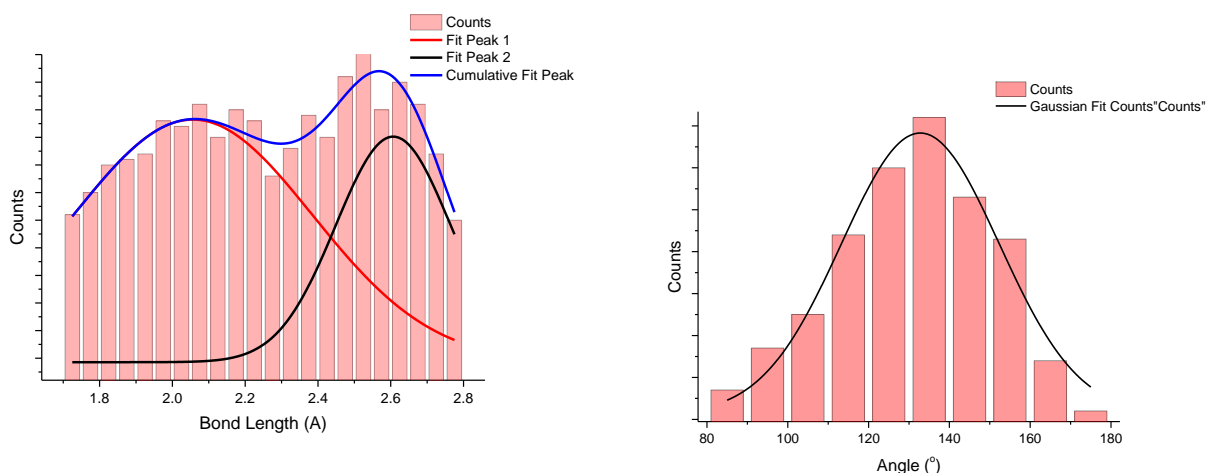 Counts
Fit Peak 1
Fit Peak 2
Cumulative Fit Peak
Counts
1.8 2.0 2.2 2.4 2.6 2.8
Bond Length (A)
Counts
Gaussian Fit Counts"Counts"
Counts
80 100 120 140 160 180
Angle (°)